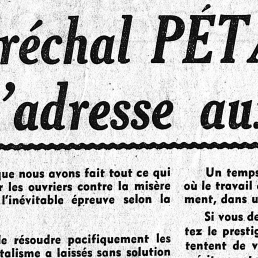 réchal PÉTA
'adresse aux
que nous avons fait tout ce qui
r les ouvriers contre la misère
l'inévitable épreuve selon la
le résoudre pacifiquement les
talisme a laissés sans solution
Un temps
où le travail
ment, dans u
Si vous de
tez le prestig
tentent de v